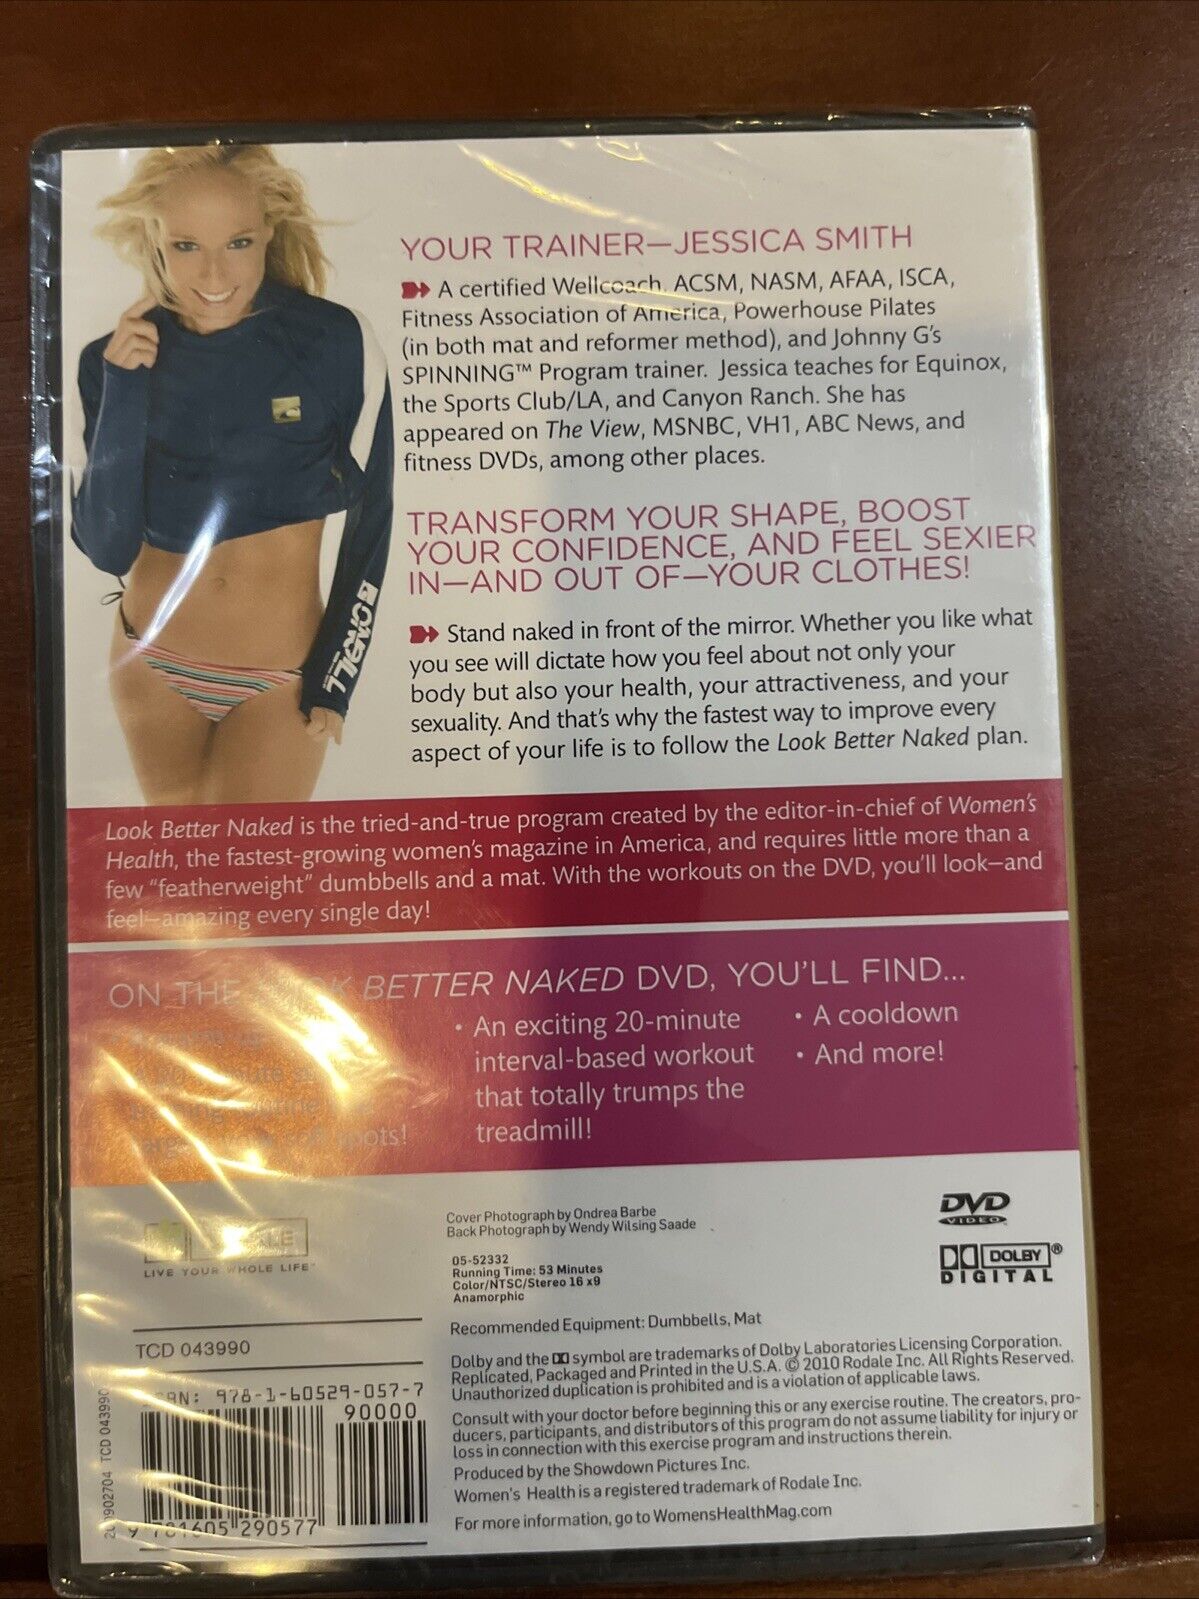 YOUR TRAINER—JESSICA SMITH
A certified Wellcoach, ACSM, NASM, AFAA, ISCA,
Fitness Association of America, Powerhouse Pilates
(in both mat and reformer method), and Johnny G's
SPINNING™ Program trainer. Jessica teaches for Equinox,
the Sports Club/LA, and Canyon Ranch. She has
appeared on The View, MSNBC, VH1, ABC News, and
fitness DVDs, among other places.
TRANSFORM YOUR SHAPE, BOOST
YOUR CONFIDENCE, AND FEEL SEXIER
IN—AND OUT OF—YOUR CLOTHES!
Stand naked in front of the mirror. Whether you like what
you see will dictate how you feel about not only your
body but also your health, your attractiveness, and your
sexuality. And that's why the fastest way to improve every
aspect of your life is to follow the Look Better Naked plan.
O'NEILL
Look Better Naked is the tried-and-true program created by the editor-in-chief of Women's
Health, the fastest-growing women's magazine in America, and requires little more than a
few "featherweight" dumbbells and a mat. With the workouts on the DVD, you'll look—and
feel—amazing every single day!
ON THE LOOK BETTER NAKED DVD, YOU'LL FIND...
soft spots!
• An exciting 20-minute
interval-based workout
that totally trumps the
treadmill!
• A cooldown
• And more!
LIVE YOUR WHOLE LIFE™
TCD 043990
ISBN: 978-1-60529-057-7
90000
9 781605 290577
TCD 043990
Cover Photograph by Ondrea Barbe
Back Photograph by Wendy Wilsing Saade
05-52332
Running Time: 53 Minutes
Color/NTSC/Stereo 16 x9
Anamorphic
DVD
VIDEO
DOLBY®
DIGITAL
Recommended Equipment: Dumbbells, Mat
Dolby and the symbol are trademarks of Dolby Laboratories Licensing Corporation.
Replicated, Packaged and Printed in the U.S.A. © 2010 Rodale Inc. All Rights Reserved.
Unauthorized duplication is prohibited and is a violation of applicable laws.
Consult with your doctor before beginning this or any exercise routine. The creators, pro-
ducers, participants, and distributors of this program do not assume liability for injury or
loss in connection with this exercise program and instructions therein.
Produced by the Showdown Pictures Inc.
Women's Health is a registered trademark of Rodale Inc.
For more information, go to WomensHealthMag.com